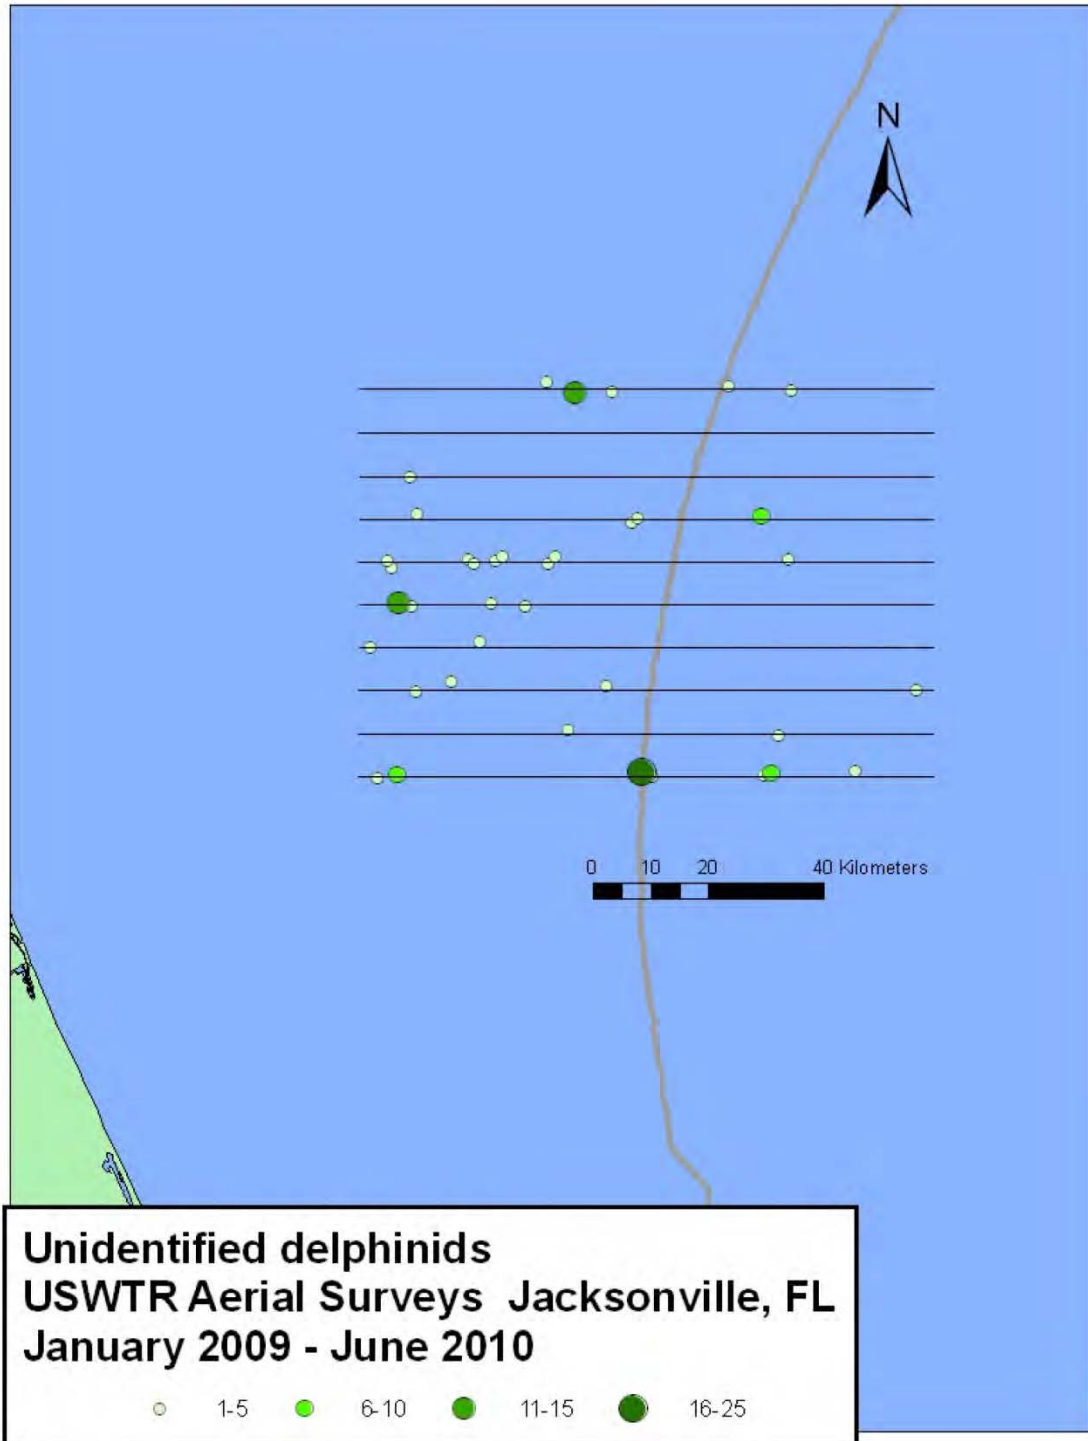 N
0 10 20 40 Kilometers
Unidentified delphinids
USWTR Aerial Surveys Jacksonville, FL
January 2009 - June 2010
1-5 6-10 11-15 16-25